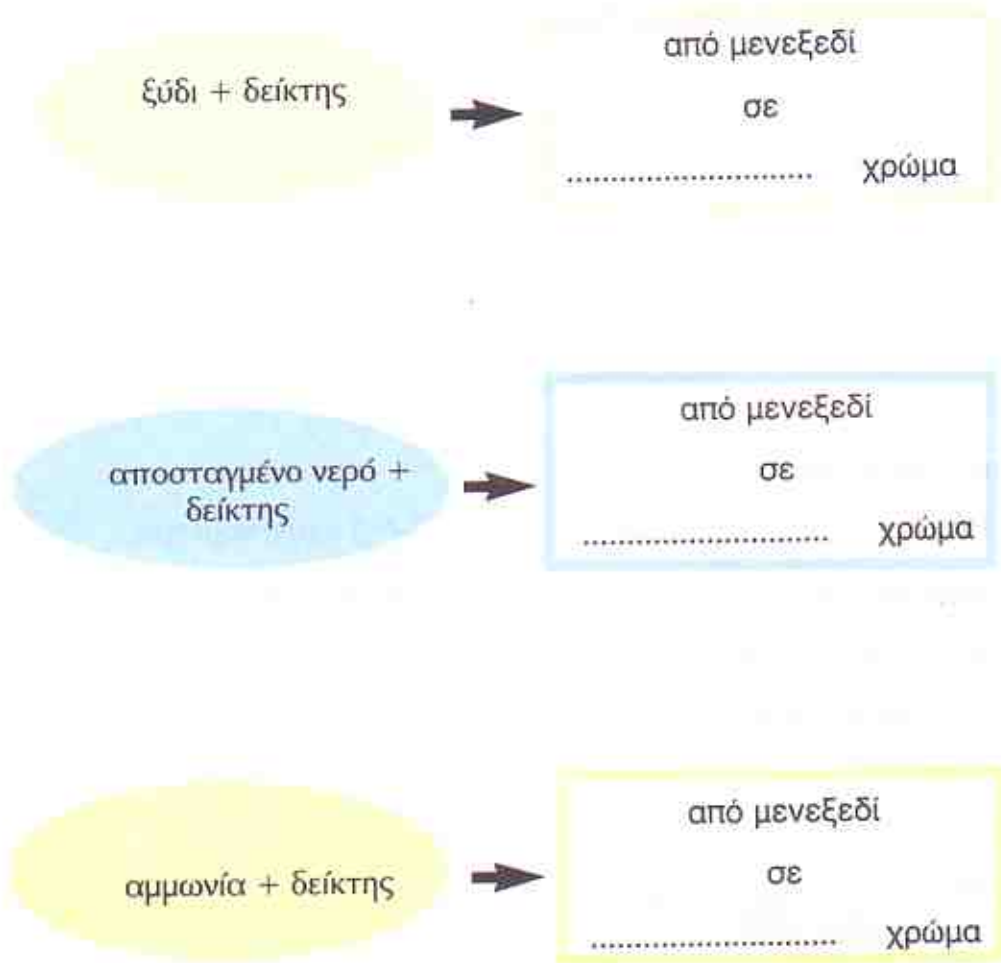 ξύδι + δείκτης
από μενεξεδί
σε
.......................... χρώμα
αποσταγμένο νερό +
δείκτης
από μενεξεδί
σε
.......................... χρώμα
αμμωνία + δείκτης
από μενεξεδί
σε
.......................... χρώμα